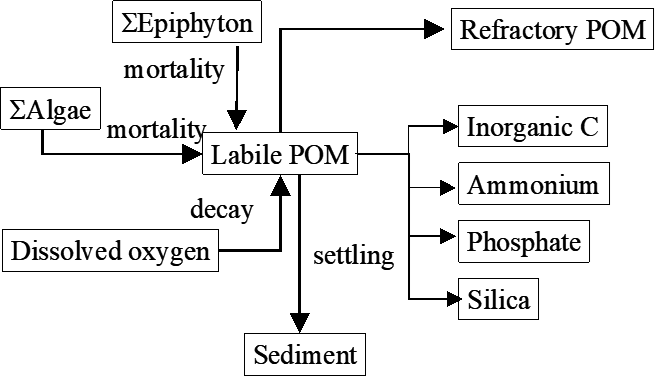 ΣEpiphyton
Refractory POM
mortality
ΣAlgae
mortality
Inorganic C
Labile POM
Ammonium
decay
Dissolved oxygen
settling
Phosphate
Silica
Sediment